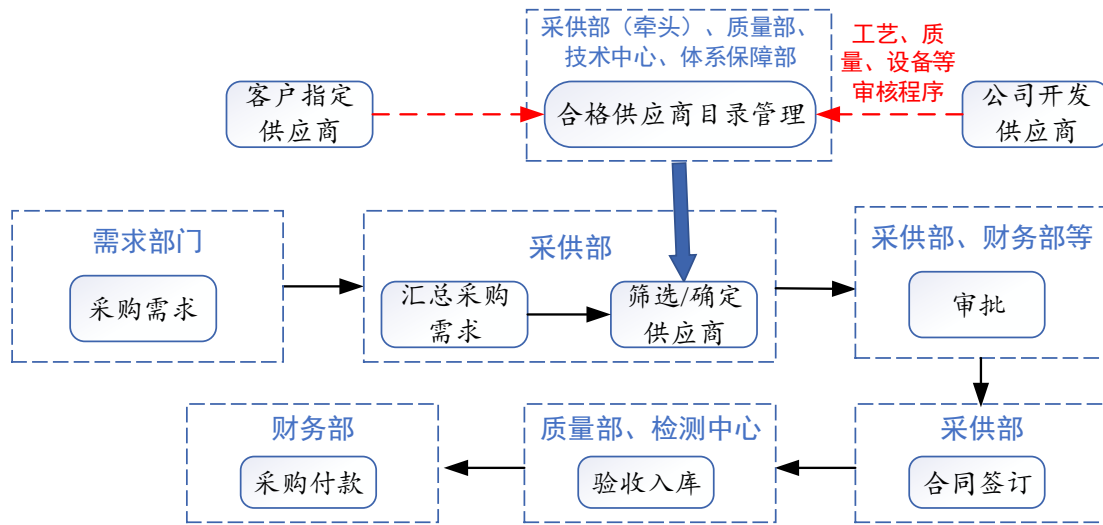 采供部（牵头）、质量部、
技术中心、体系保障部
工艺、质
量、设备等
审核程序
客户指定
供应商
合格供应商目录管理
公司开发
供应商
需求部门
采购需求
采供部
汇总采购
需求
筛选/确定
供应商
采供部、财务部等
审批
财务部
采购付款
质量部、检测中心
验收入库
采供部
合同签订